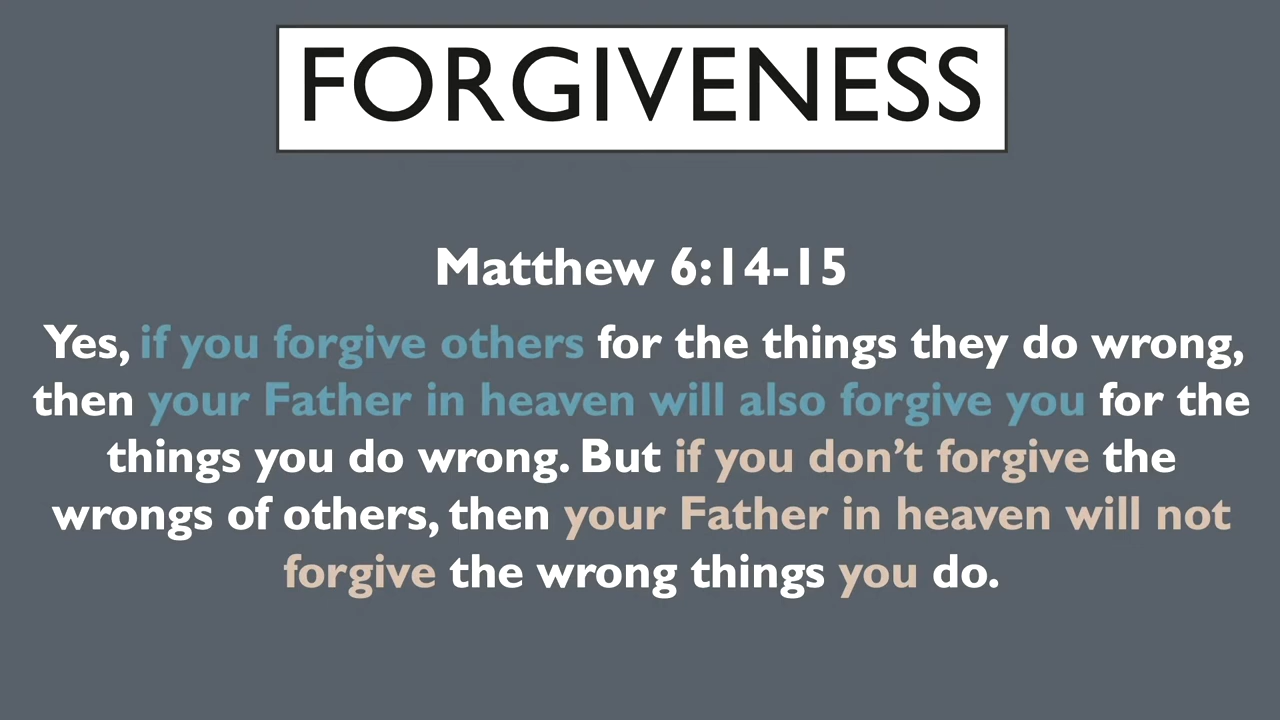 FORGIVENESS
Matthew 6:14-15
Yes, if you forgive others for the things they do wrong,
then your Father in heaven will also forgive you for the
things you do wrong. But if you don’t forgive the
wrongs of others, then your Father in heaven will not
forgive the wrong things you do.